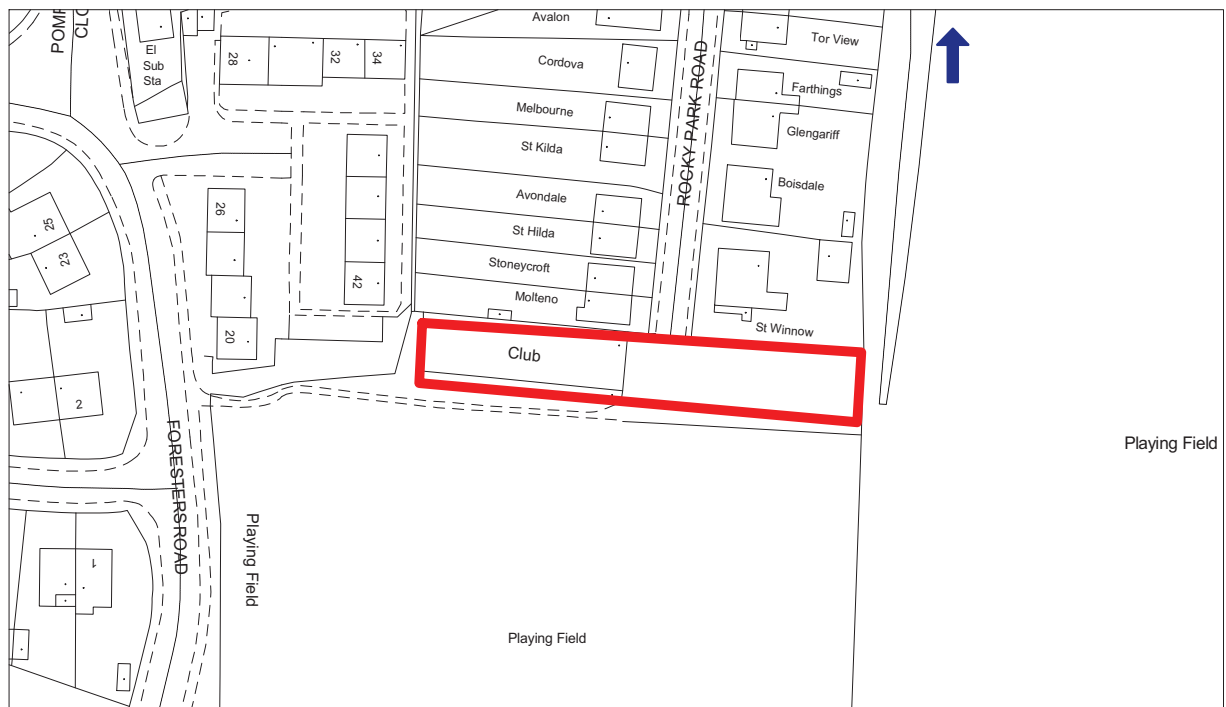 POMP
CLO
El
Sub
Sta
28
32
34
Avalon
Cordova
Melbourne
St Kilda
Avondale
St Hilda
Stoneycroft
Molteno
ROCKY PARK ROAD
Tor View
Farthings
Glengariff
Boisdale
St Winnow
25
23
26
20
42
2
1
Club
FORESTERS ROAD
Playing Field
Playing Field
Playing Field